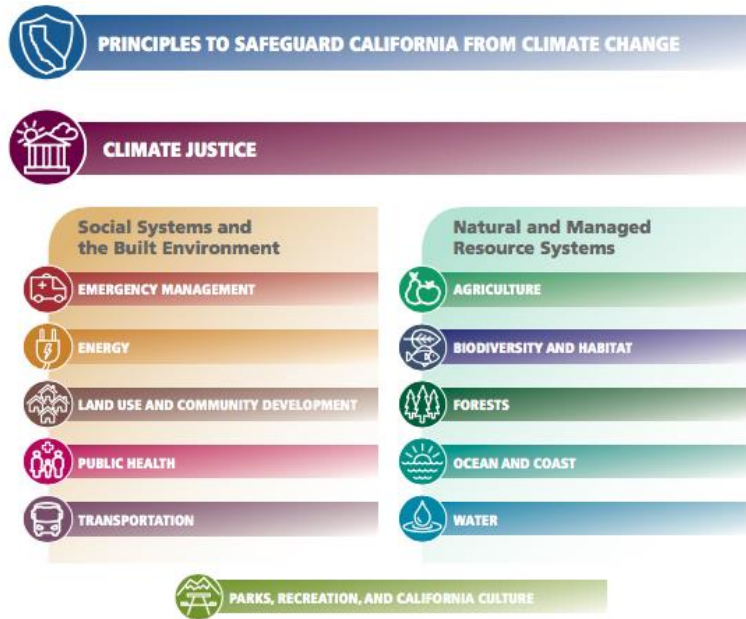 PRINCIPLES TO SAFEGUARD CALIFORNIA FROM CLIMATE CHANGE
CLIMATE JUSTICE
Social Systems and
the Built Environment
EMERGENCY MANAGEMENT
ENERGY
LAND USE AND COMMUNITY DEVELOPMENT
PUBLIC HEALTH
TRANSPORTATION
Natural and Managed
Resource Systems
AGRICULTURE
BIODIVERSITY AND HABITAT
FORESTS
OCEAN AND COAST
WATER
PARKS, RECREATION, AND CALIFORNIA CULTURE